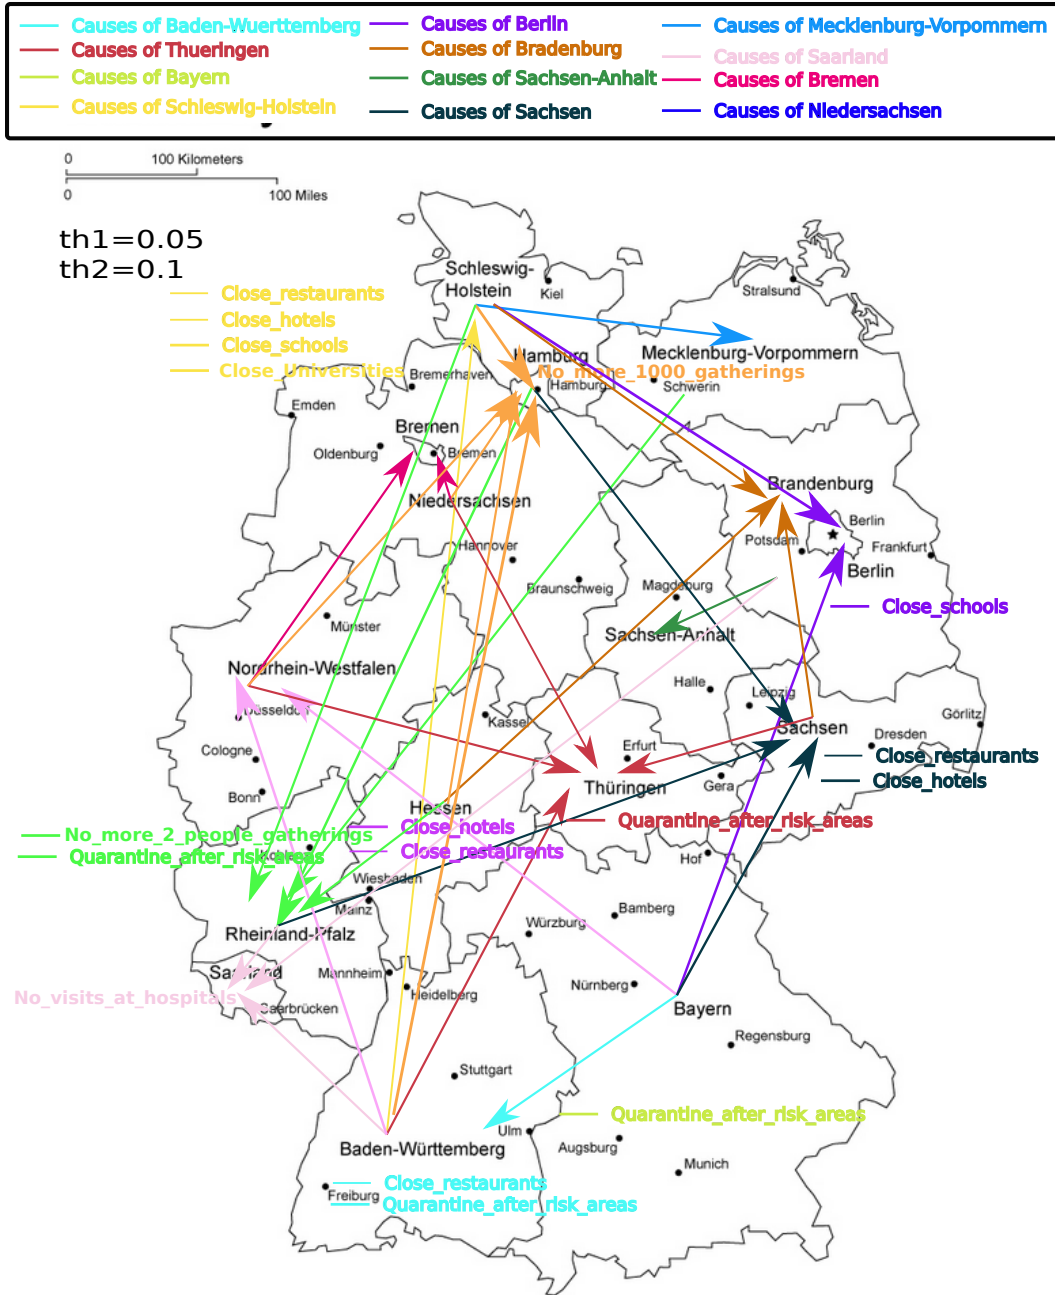 Causes of Baden-Wuerttemberg
Causes of Berlin
Causes of Mecklenburg-Vorpommern
Causes of Thueringen
Causes of Bradenburg
Causes of Saarland
Causes of Bayern
Causes of Sachsen-Anhalt
Causes of Bremen
Causes of Schleswig-Holstein
Causes of Sachsen
Causes of Niedersachsen
0 100 Kilometers
0 100 Miles
th1=0.05
th2=0.1
Schleswig-
Holstein
Kiel
Stralsund
Close_restaurants
Close_hotels
Close_schools
Close_Universities
Hamburg
Mecklenburg-Vorpommern
No_more_1000_gatherings
Bremerhaven
Hamburg
Schwerin
Emden
Bremen
Oldenburg
Bremen
Niedersachsen
Brandenburg
Berlin
Potsdam
Frankfurt
Hannover
Berlin
Braunschweig
Magdeburg
Close_schools
Münster
Sachsen-Anhalt
Nordrhein-Westfalen
Halle
Leipzig
Düsseldorf
Kassel
Görlitz
Sachsen
Dresden
Cologne
Erfurt
Close_restaurants
Thüringen
Gera
Close_hotels
Bonn
Hessen
Quarantine_after_risk_areas
Close_hotels
No_more_2_people_gatherings
Close_restaurants
Quarantine_after_risk_areas
Hof
Wiesbaden
Mainz
Bamberg
Würzburg
Rheinland-Pfalz
Saarland
Mannheim
Nürnberg
No_visits_at_hospitals
Heidelberg
Saarbrücken
Bayern
Regensburg
Stuttgart
Quarantine_after_risk_areas
Ulm
Baden-Württemberg
Augsburg
Munich
Close_restaurants
Freiburg
Quarantine_after_risk_areas